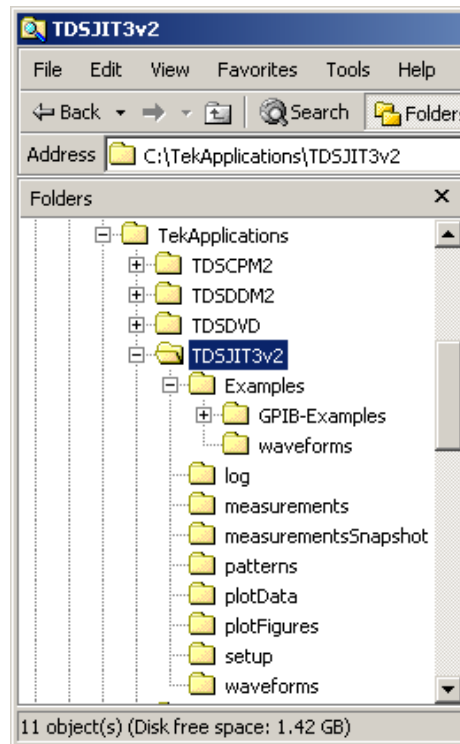 TDSJIT3v2
File Edit View Favorites Tools Help
Back Search Folders
Address C:\TekApplications\TDSJIT3v2
Folders
TekApplications
TDSCPM2
TDSDDM2
TDSDVD
TDSJIT3v2
Examples
GPIB-Examples
waveforms
log
measurements
measurementsSnapshot
patterns
plotData
plotFigures
setup
waveforms
11 object(s) (Disk free space: 1.42 GB)